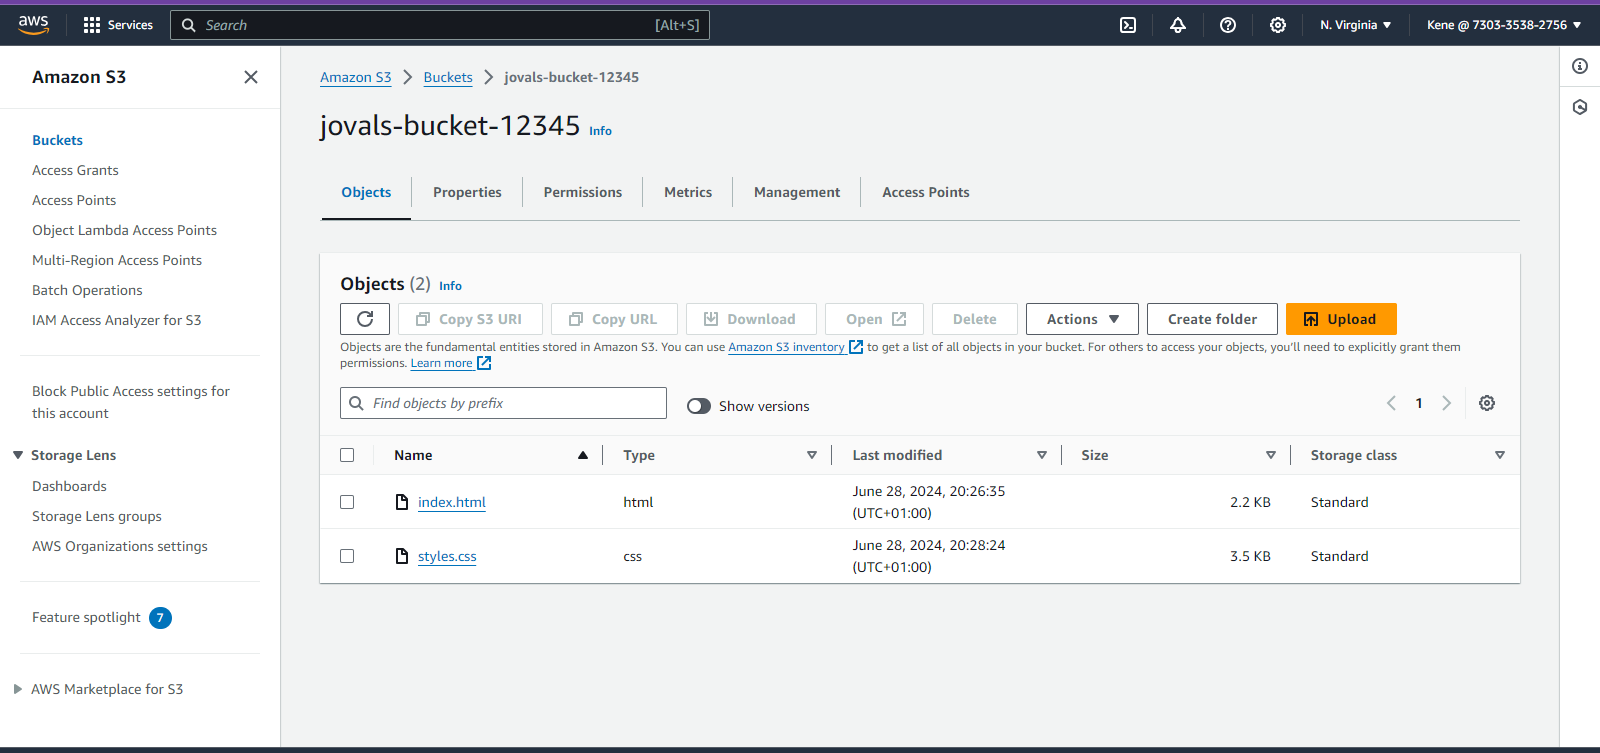 aws
Services
Search
[Alt+S]
N. Virginia
Kene @ 7303-3538-2756
Amazon S3
Buckets
Access Grants
Access Points
Object Lambda Access Points
Multi-Region Access Points
Batch Operations
IAM Access Analyzer for S3
Block Public Access settings for
this account
Storage Lens
Dashboards
Storage Lens groups
AWS Organizations settings
Feature spotlight 7
AWS Marketplace for S3
Amazon S3 > Buckets > jovals-bucket-12345
jovals-bucket-12345 Info
Objects
Properties
Permissions
Metrics
Management
Access Points
Objects (2) Info
Copy S3 URI
Copy URL
Download
Open
Delete
Actions
Create folder
Upload
Objects are the fundamental entities stored in Amazon S3. You can use Amazon S3 inventory to get a list of all objects in your bucket. For others to access your objects, you'll need to explicitly grant them
permissions. Learn more
Find objects by prefix
Show versions
1
Name
Type
Last modified
Size
Storage class
index.html
html
June 28, 2024, 20:26:35
(UTC+01:00)
2.2 KB
Standard
styles.css
css
June 28, 2024, 20:28:24
(UTC+01:00)
3.5 KB
Standard